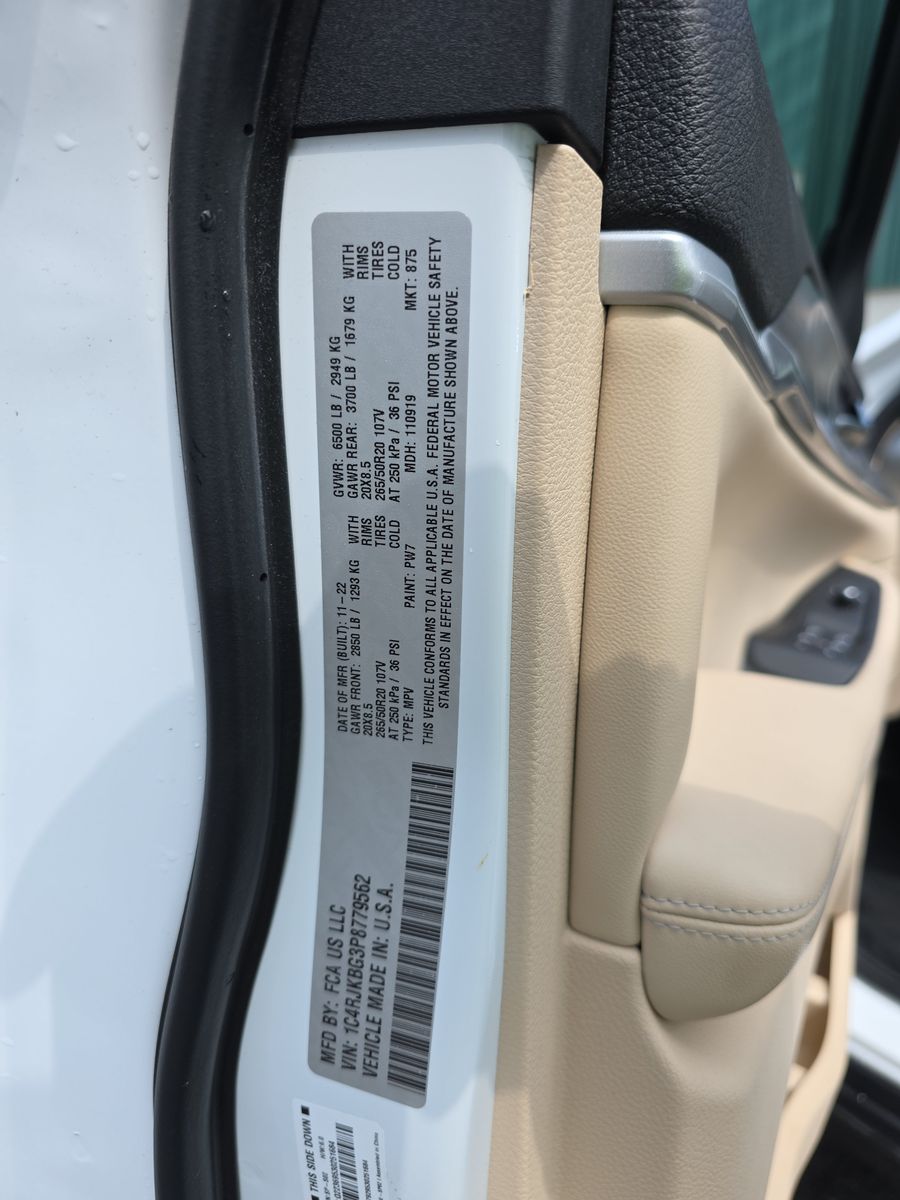 MFD BY: FCA US LLC
VIN: 1C4RJKBG3P8779562
VEHICLE MADE IN: U.S.A.
DATE OF MFR (BUILT): 11-22 GVWR: 6500 LB / 2949 KG
GAWR FRONT: 2850 LB / 1293 KG WITH GAWR REAR: 3700 LB / 1679 KG WITH
20X8.5 RIMS 20X8.5 RIMS
265/50R20 107V TIRES 265/50R20 107V TIRES
AT 250 kPa / 36 PSI COLD AT 250 kPa / 36 PSI COLD
TYPE: MPV PAINT: PW7 MDH: 110919 MKT: 875
THIS VEHICLE CONFORMS TO ALL APPLICABLE U.S.A. FEDERAL MOTOR VEHICLE SAFETY
STANDARDS IN EFFECT ON THE DATE OF MANUFACTURE SHOWN ABOVE.
THIS SIDE DOWN